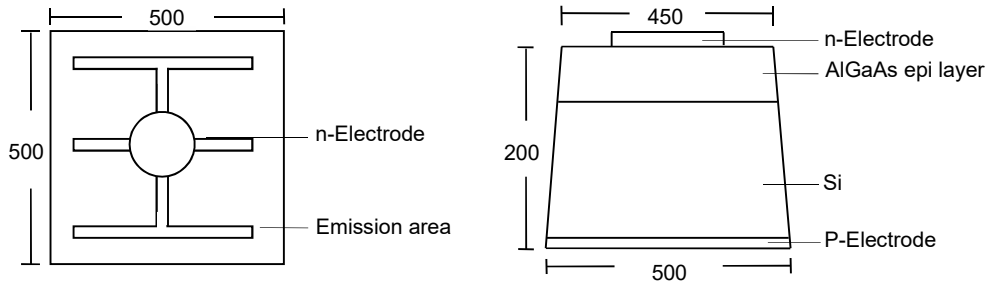 500
500
n-Electrode
Emission area
450
n-Electrode
AlGaAs epi layer
200
Si
P-Electrode
500